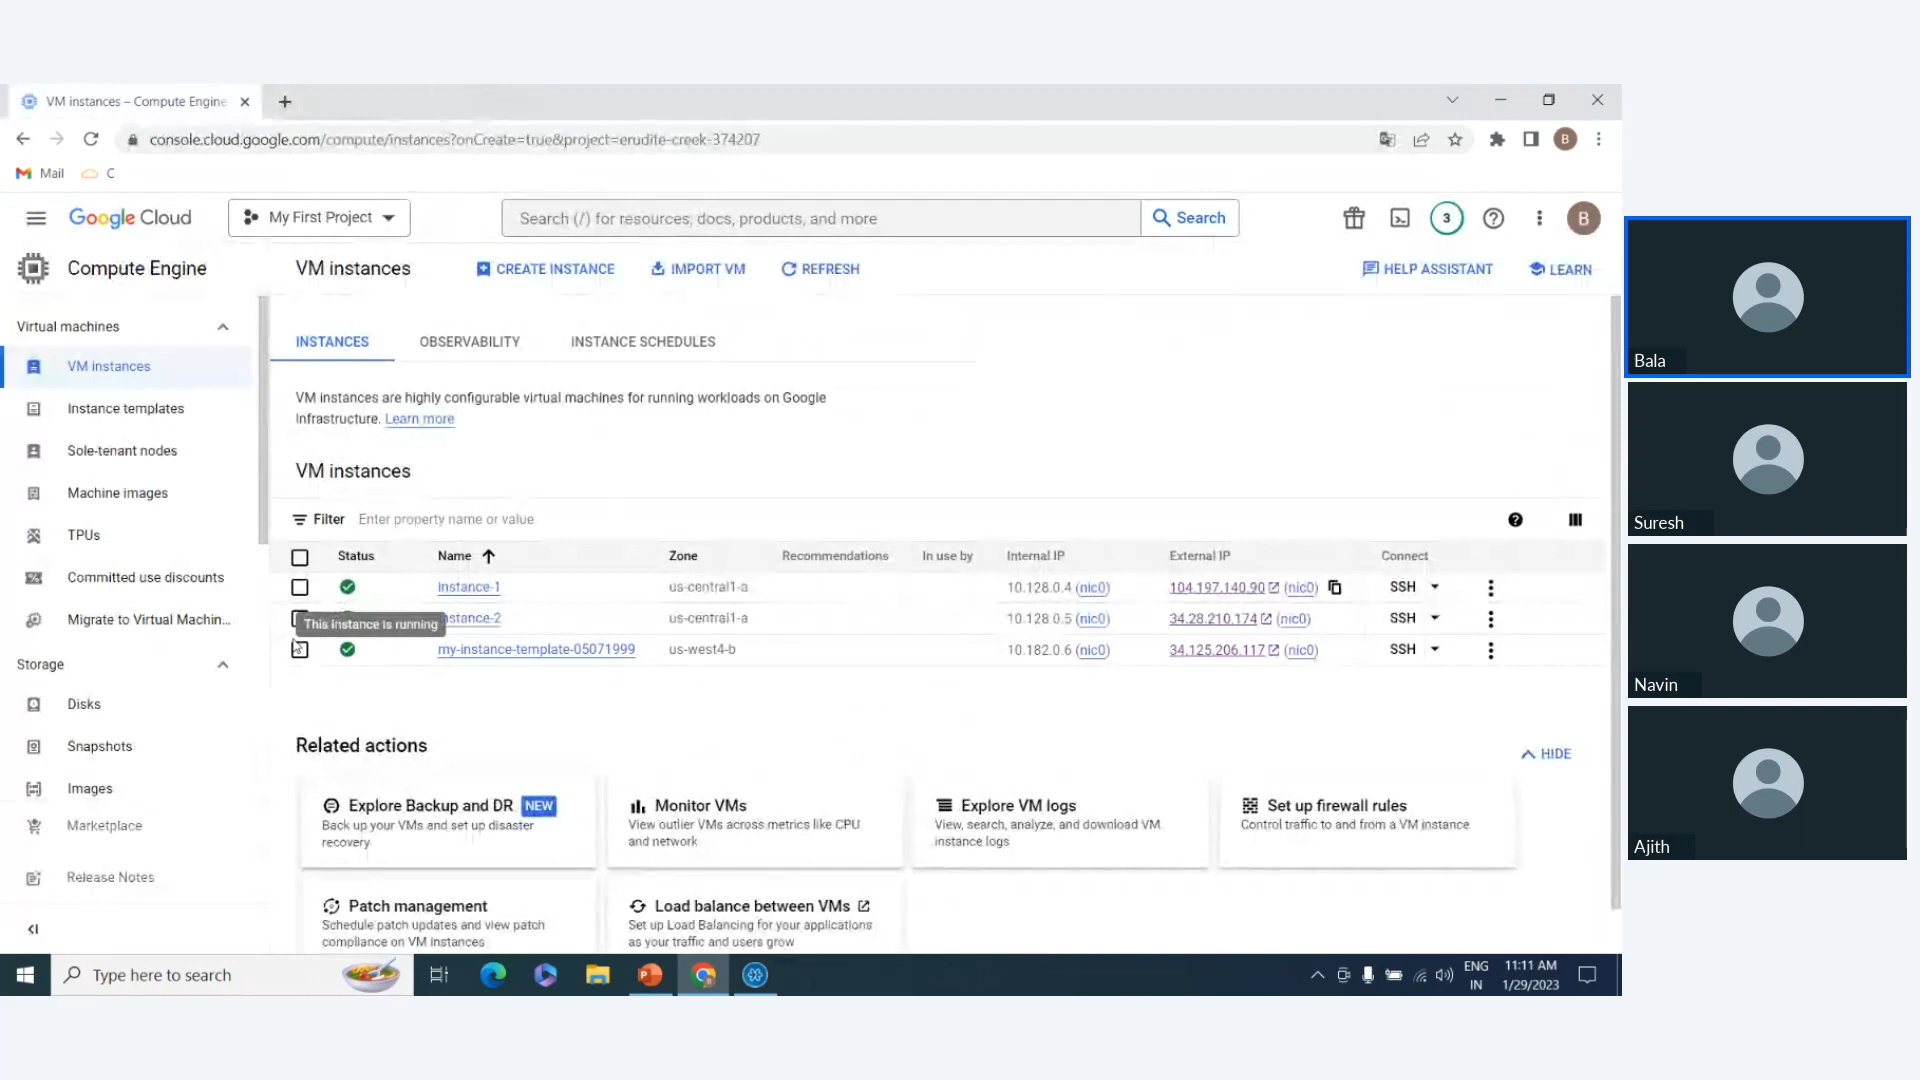 VM instances – Compute Engine
console.cloud.google.com/compute/instances?onCreate=true&project=erudite-creek-374207
B
Mail
C
Google Cloud
My First Project
Search (/) for resources, docs, products, and more
Search
3
B
Compute Engine
VM instances
CREATE INSTANCE
IMPORT VM
REFRESH
HELP ASSISTANT
LEARN
Virtual machines
VM instances
Instance templates
Sole-tenant nodes
Machine images
TPUs
Committed use discounts
Migrate to Virtual Machin...
Storage
Disks
Snapshots
Images
Marketplace
Release Notes
INSTANCES
OBSERVABILITY
INSTANCE SCHEDULES
VM instances are highly configurable virtual machines for running workloads on Google
Infrastructure. Learn more
VM instances
Filter Enter property name or value
Status Name Zone Recommendations In use by Internal IP External IP Connect
instance-1 us-central1-a 10.128.0.4 (nic0) 104.197.140.90 (nic0) SSH
This instance is running
nstance-2 us-central1-a 10.128.0.5 (nic0) 34.28.210.174 (nic0) SSH
my-instance-template-05071999 us-west4-b 10.182.0.6 (nic0) 34.125.206.117 (nic0) SSH
Related actions
HIDE
Explore Backup and DR NEW
Back up your VMs and set up disaster
recovery
Monitor VMs
View outlier VMs across metrics like CPU
and network
Explore VM logs
View, search, analyze, and download VM
instance logs
Set up firewall rules
Control traffic to and from a VM instance
Patch management
Schedule patch updates and view patch
compliance on VM instances
Load balance between VMs
Set up Load Balancing for your applications
as your traffic and users grow
Type here to search
ENG
IN
11:11 AM
1/29/2023
Bala
Suresh
Navin
Ajith